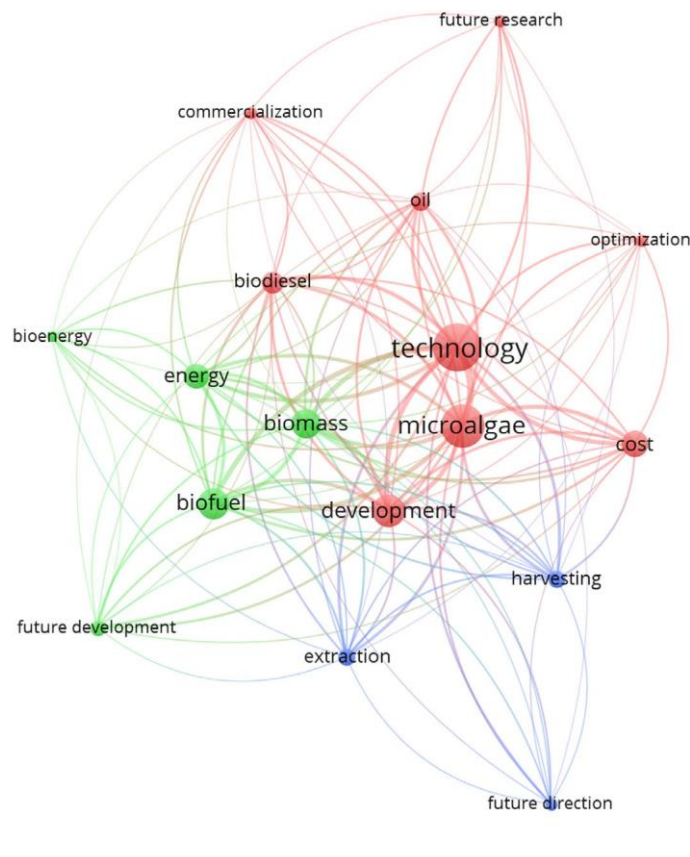 future research
commercialization
oil
optimization
biodiesel
bioenergy
technology
energy
biomass
microalgae
cost
biofuel
development
harvesting
future development
extraction
future direction